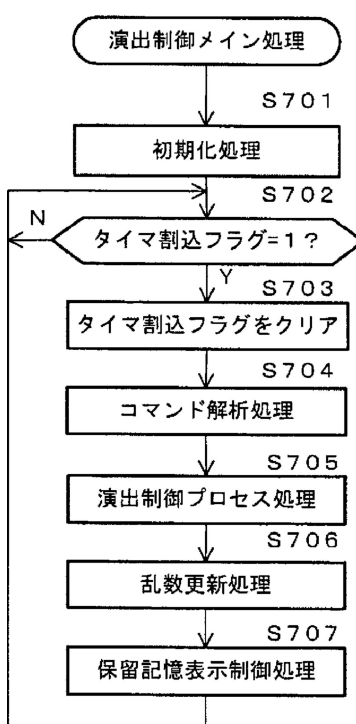 演出制御メイン処理
S701
初期化処理
S702
N
タイマ割込フラグ=1?
Y
S703
タイマ割込フラグをクリア
S704
コマンド解析処理
S705
演出制御プロセス処理
S706
乱数更新処理
S707
保留記憶表示制御処理